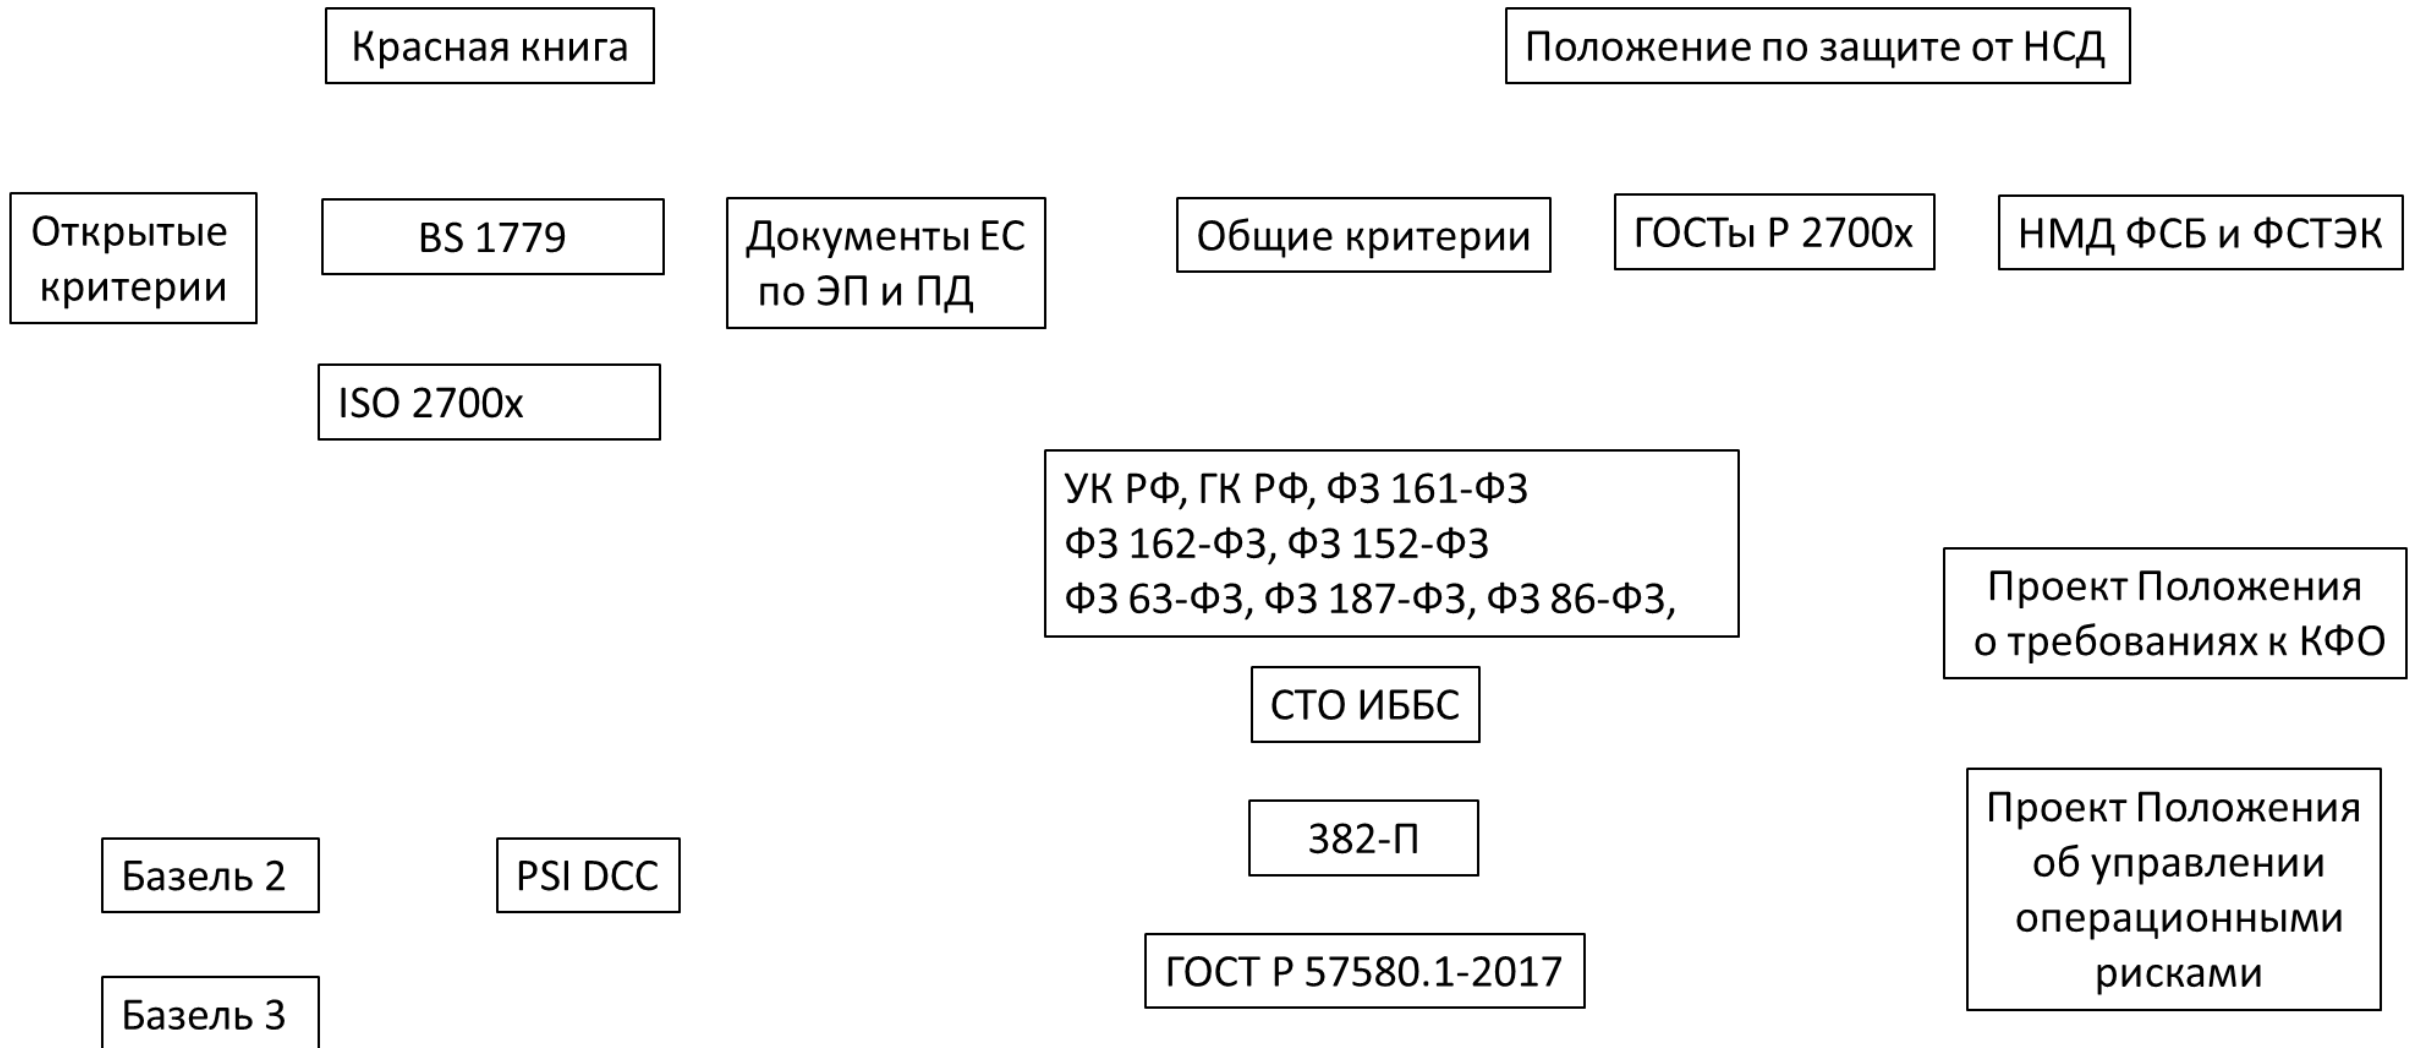 Красная книга
Положение по защите от НСД
Открытые
критерии
BS 1779
Документы ЕС
по ЭП и ПД
Общие критерии
ГОСТы Р 2700х
НМД ФСБ и ФСТЭК
ISO 2700x
УК РФ, ГК РФ, ФЗ 161-ФЗ
ФЗ 162-ФЗ, ФЗ 152-ФЗ
ФЗ 63-ФЗ, ФЗ 187-ФЗ, ФЗ 86-ФЗ,
Проект Положения
о требованиях к КФО
СТО ИББС
382-П
Проект Положения
об управлении
операционными
рисками
Базель 2
PSI DCC
ГОСТ Р 57580.1-2017
Базель 3